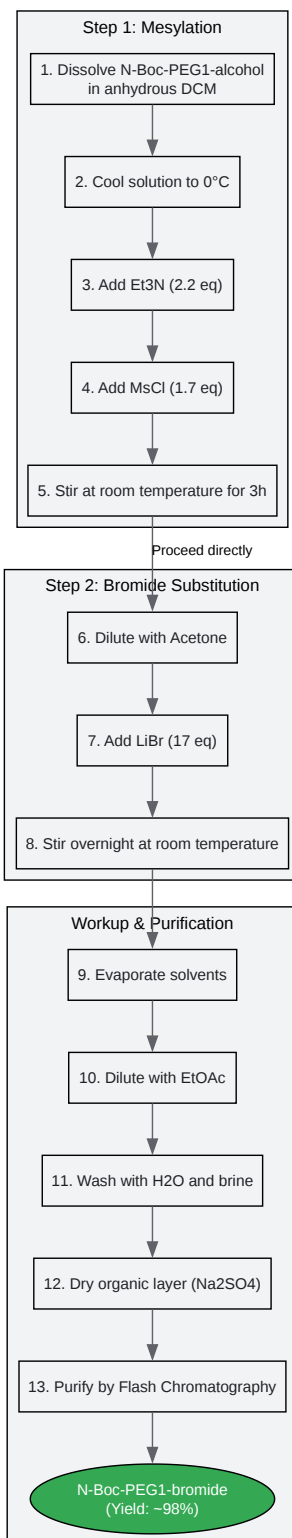 Step 1: Mesylation
1. Dissolve N-Boc-PEG1-alcohol
in anhydrous DCM
2. Cool solution to 0°C
3. Add Et3N (2.2 eq)
4. Add MsCl (1.7 eq)
5. Stir at room temperature for 3h
Proceed directly
Step 2: Bromide Substitution
6. Dilute with Acetone
7. Add LiBr (17 eq)
8. Stir overnight at room temperature
Workup & Purification
9. Evaporate solvents
10. Dilute with EtOAc
11. Wash with H2O and brine
12. Dry organic layer (Na2SO4)
13. Purify by Flash Chromatography
N-Boc-PEG1-bromide
(Yield: ~98%)